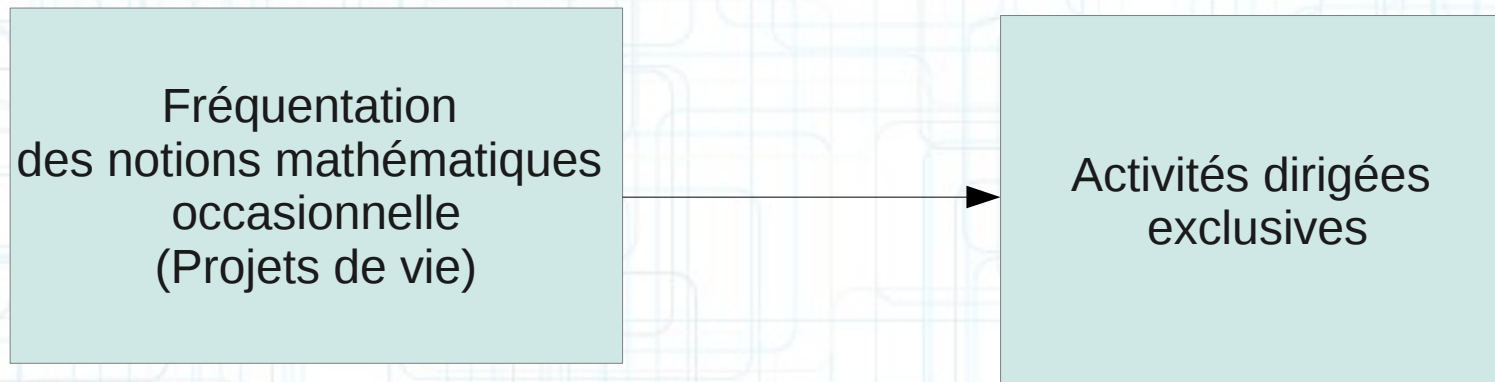 Fréquentation
des notions mathématiques
occasionnelle
(Projets de vie)
Activités dirigées
exclusives